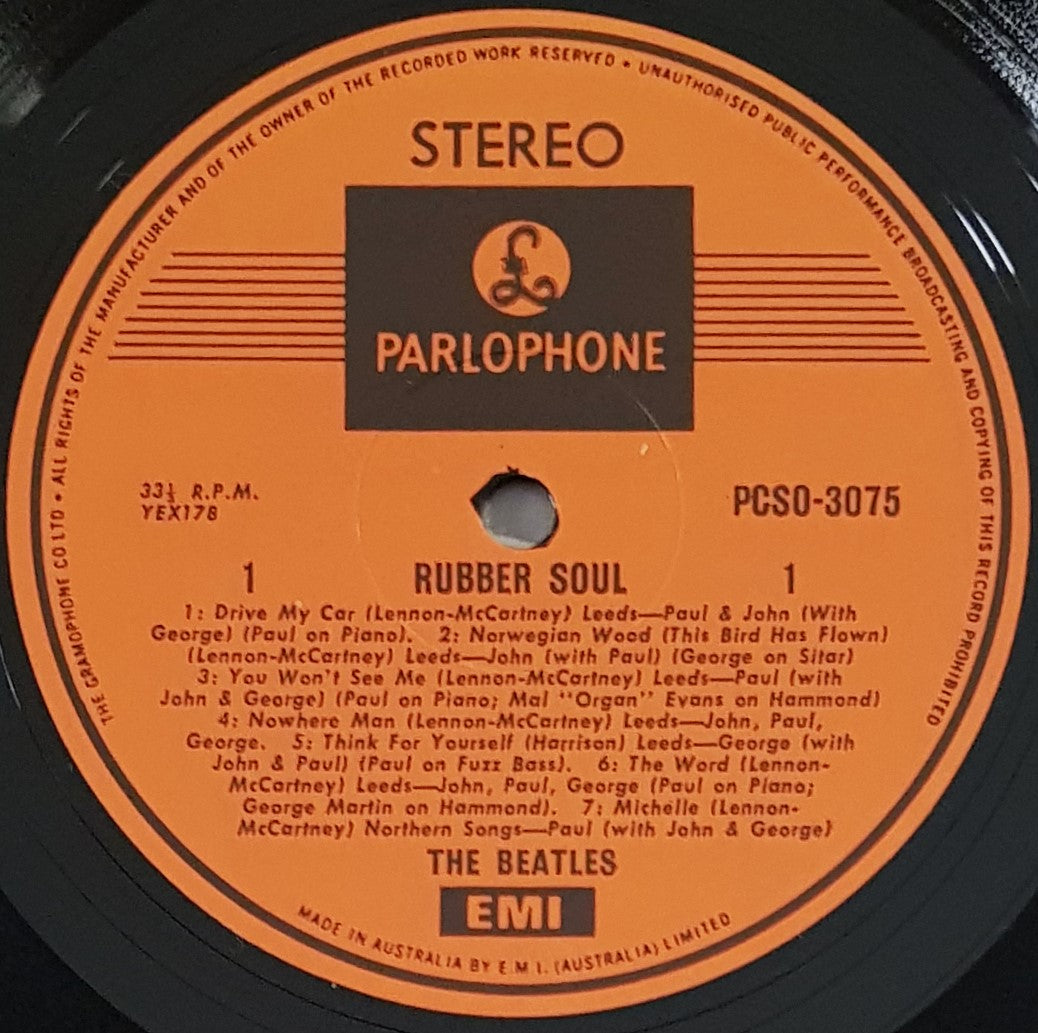 THE GRAMOPHONE CO LTD • ALL RIGHTS OF THE MANUFACTURER AND OF THE OWNER OF THE RECORDED WORK RESERVED • UNAUTHORISED PUBLIC PERFORMANCE BROADCASTING AND COPYING OF THIS RECORD PROHIBITED
STEREO
PARLOPHONE
33⅓ R.P.M.
YEX178
PCSO-3075
1 RUBBER SOUL 1
1: Drive My Car (Lennon-McCartney) Leeds—Paul & John (With
George) (Paul on Piano). 2: Norwegian Wood (This Bird Has Flown)
(Lennon-McCartney) Leeds—John (with Paul) (George on Sitar)
3: You Won't See Me (Lennon-McCartney) Leeds—Paul (with
John & George) (Paul on Piano; Mal "Organ" Evans on Hammond)
4: Nowhere Man (Lennon-McCartney) Leeds—John, Paul,
George. 5: Think For Yourself (Harrison) Leeds—George (with
John & Paul) (Paul on Fuzz Bass). 6: The Word (Lennon-
McCartney) Leeds—John, Paul, George (Paul on Piano;
George Martin on Hammond). 7: Michelle (Lennon-
McCartney) Northern Songs—Paul (with John & George)
THE BEATLES
EMI
MADE IN AUSTRALIA BY E.M.I. (AUSTRALIA) LIMITED